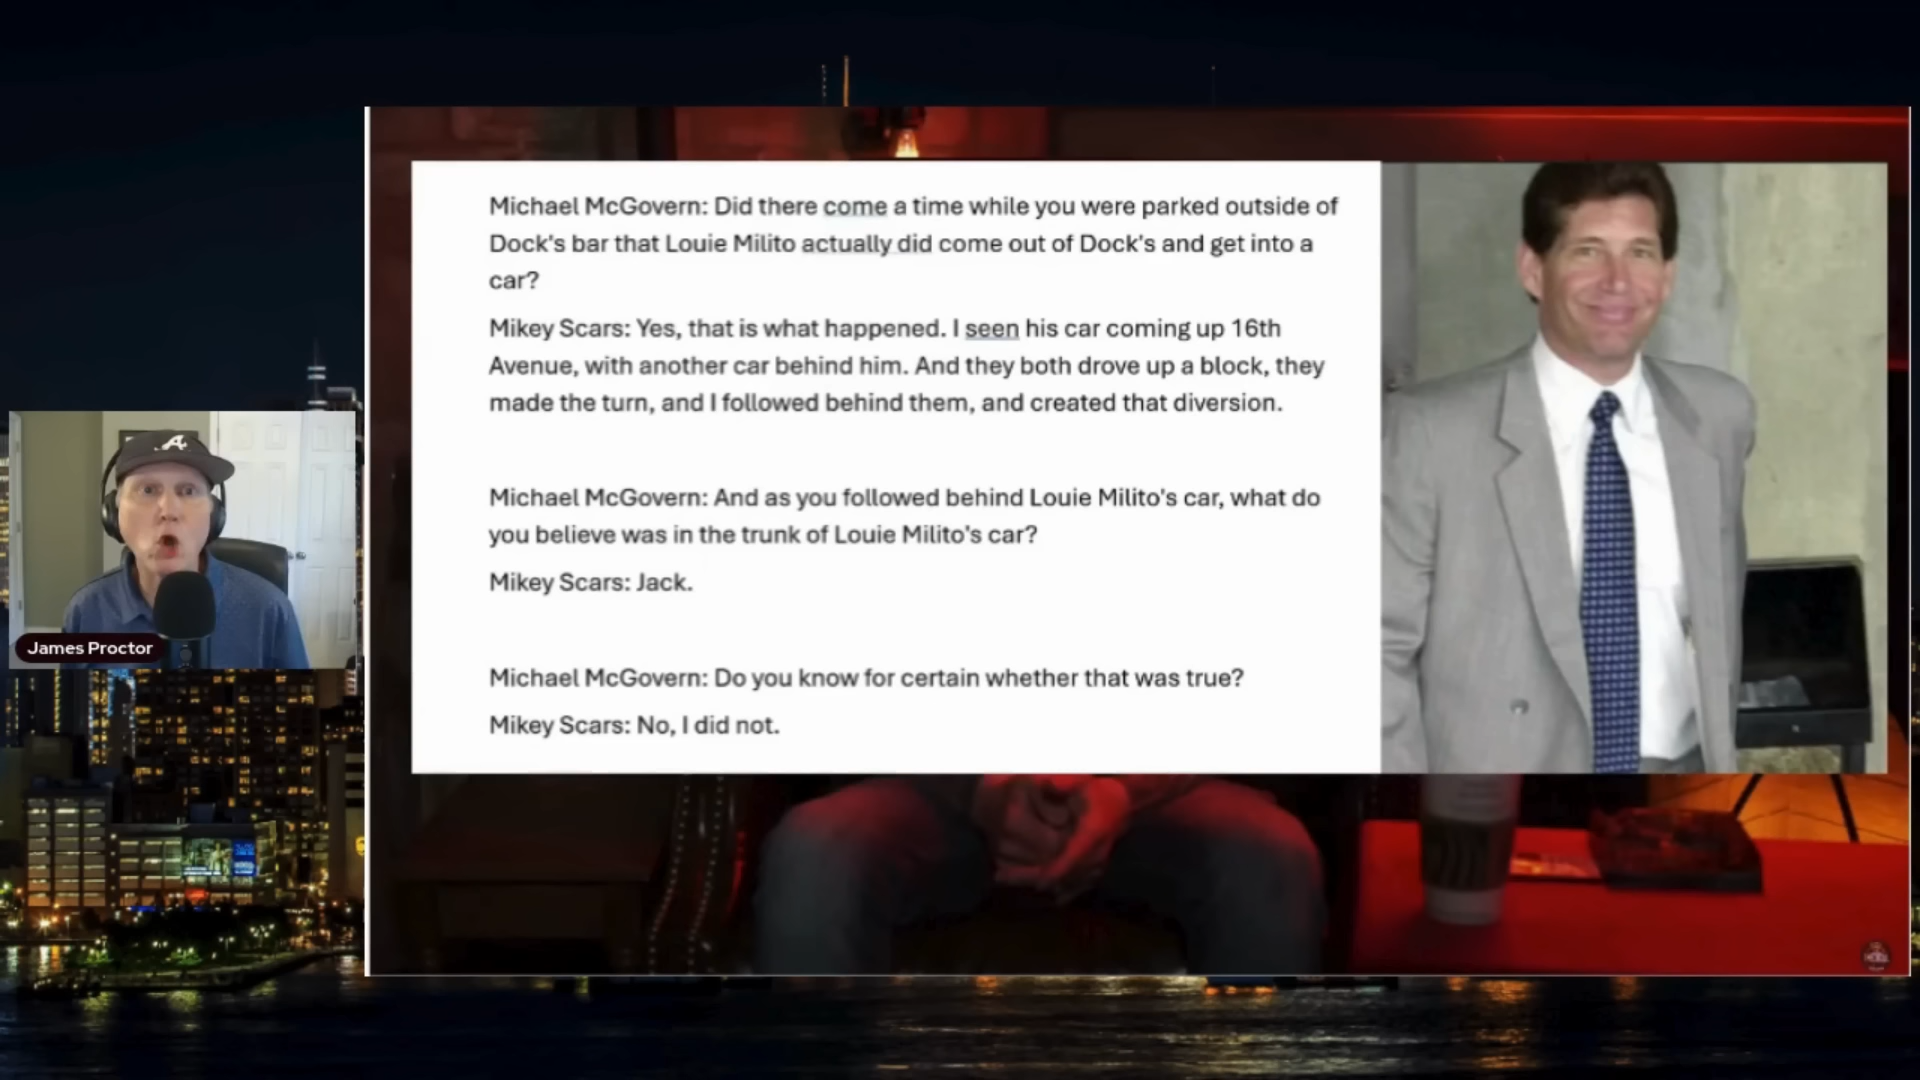 Michael McGovern: Did there come a time while you were parked outside of
Dock's bar that Louie Milito actually did come out of Dock's and get into a
car?
Mikey Scars: Yes, that is what happened. I seen his car coming up 16th
Avenue, with another car behind him. And they both drove up a block, they
made the turn, and I followed behind them, and created that diversion.
Michael McGovern: And as you followed behind Louie Milito's car, what do
you believe was in the trunk of Louie Milito's car?
Mikey Scars: Jack.
Michael McGovern: Do you know for certain whether that was true?
Mikey Scars: No, I did not.
A
James Proctor